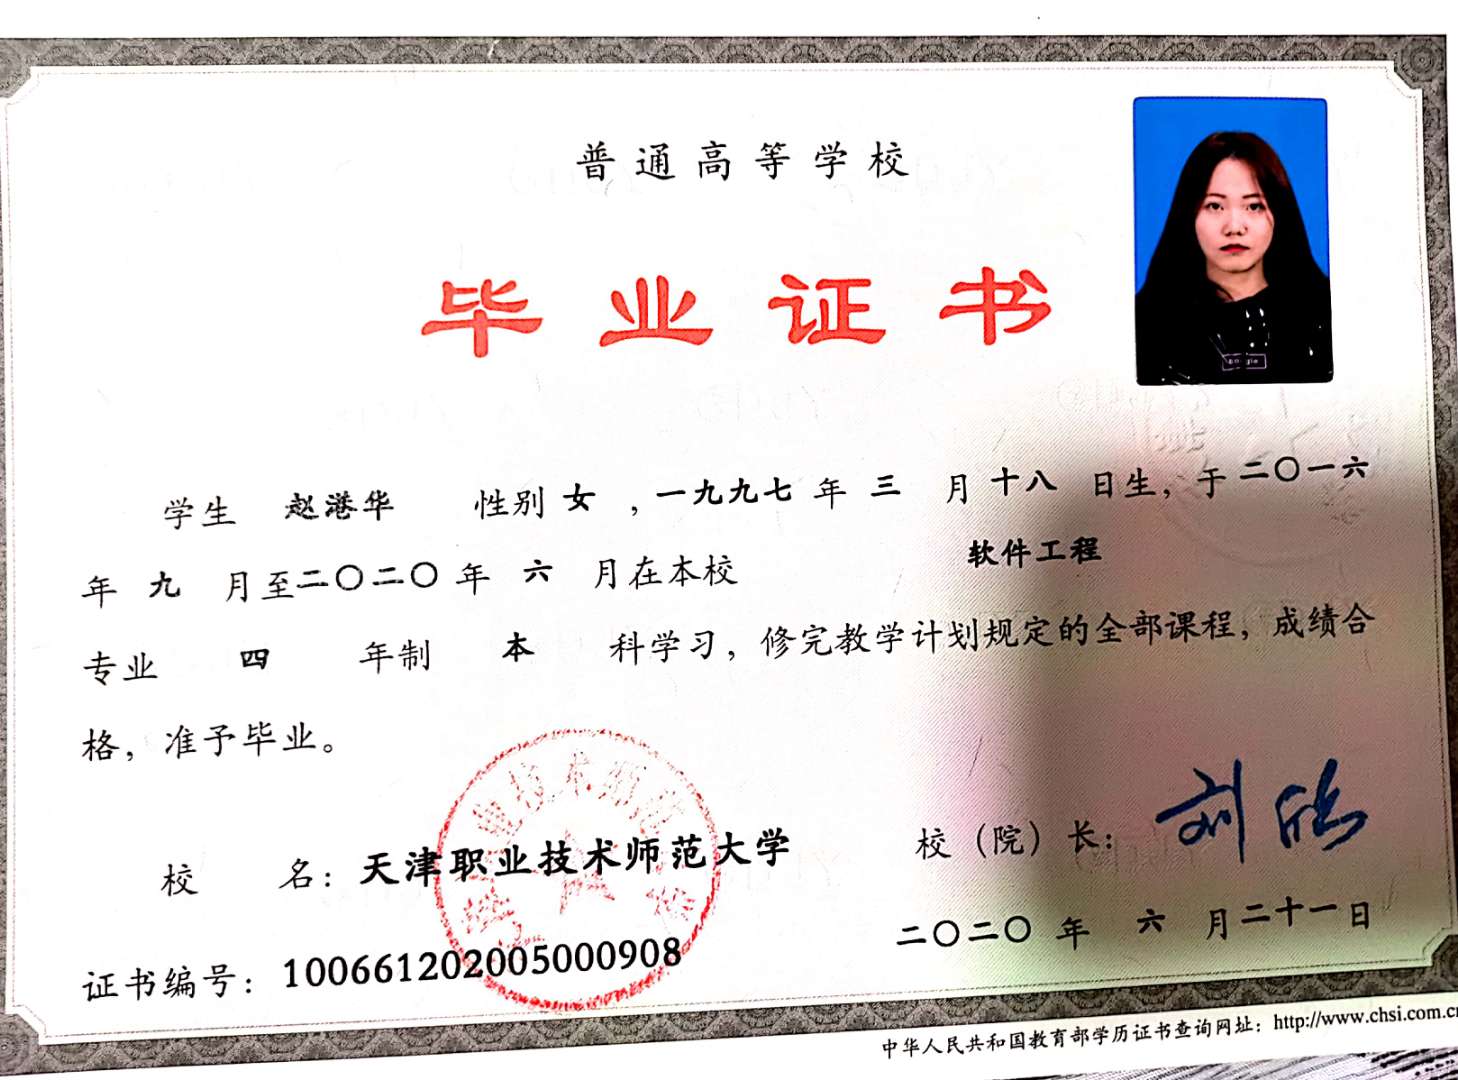 普通高等学校
毕业证书
学生 赵港华 性别 女 ，一九九七 年 三 月 十八 日生，于 二〇一六
年 九 月至 二〇二〇 年 六 月在本校 软件工程
专业 四 年制 本 科学习，修完教学计划规定的全部课程，成绩合
格，准予毕业。
校 名：天津职业技术师范大学
校（院）长：刘欣
证书编号：100661202005000908
二〇二〇 年 六 月 二十一 日
中华人民共和国教育部学历证书查询网址：http://www.chsi.com.cn